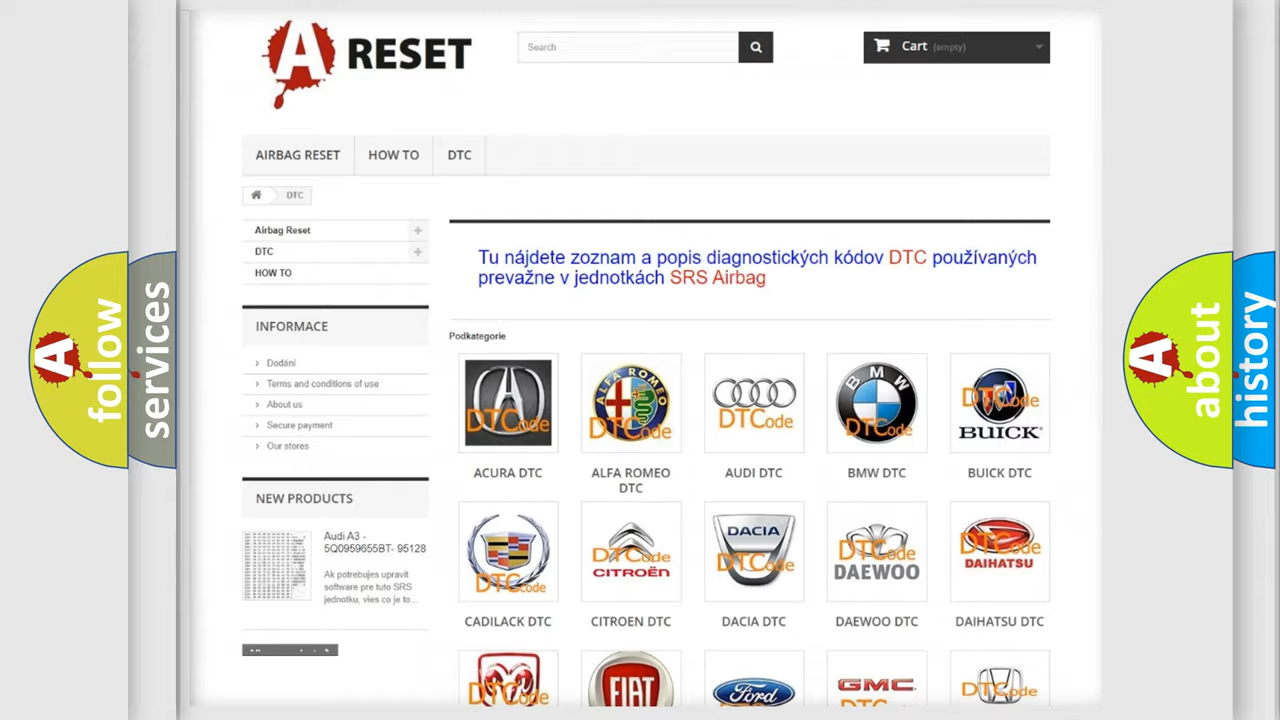 A RESET
Search
Cart (empty)
AIRBAG RESET
HOW TO
DTC
DTC
Airbag Reset
DTC
HOW TO
INFORMACE
Dodání
Terms and conditions of use
About us
Secure payment
Our stores
NEW PRODUCTS
Audi A3 -
5Q0959655BT- 95128
Ak potrebujes upravit
software pre tuto SRS
jednotku, vies co je to...
Tu nájdete zoznam a popis diagnostických kódov DTC používaných
prevažne v jednotkách SRS Airbag
Podkategorie
DTCode
ALFA ROMEO
DTCode
DTCode
BMW
DTCode
DTCode
BUICK
ACURA DTC
ALFA ROMEO
DTC
AUDI DTC
BMW DTC
BUICK DTC
DTCode
DTCode
CITROËN
DACIA
DTCode
DTCode
DAEWOO
DTCode
DAIHATSU
CADILACK DTC
CITROEN DTC
DACIA DTC
DAEWOO DTC
DAIHATSU DTC
DTCode
FIAT
Ford
GMC
DTCode
A follow
services
A about
history